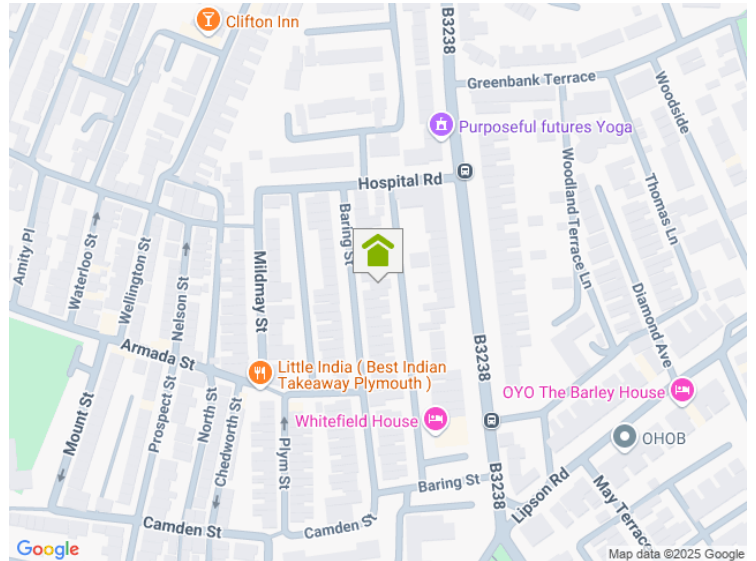 Clifton Inn
B3238
Greenbank Terrace
Woodside
Purposeful futures Yoga
Hospital Rd
Woodland Terrace Ln
Thomas Ln
Amity Pl
Waterloo St
Wellington St
Nelson St
Mildmay St
Baring St
Diamond Ave
Armada St
Little India ( Best Indian
Takeaway Plymouth )
B3238
OYO The Barley House
Whitefield House
Mount St
Prospect St
North St
Chedworth St
Plym St
OHOB
Baring St
Lipson Rd
May Terrace
Camden St
Camden St
B3238
Google
Map data ©2025 Google